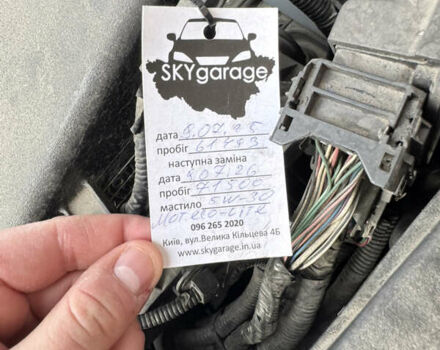 SKYgarage
дата 8.07.25
пробіг 61793
наступна заміна
дата 8.07.26
пробіг 71500
мастило 5W-30
096 265 2020
Київ, вул.Велика Кільцева 4Б
www.skygarage.in.ua